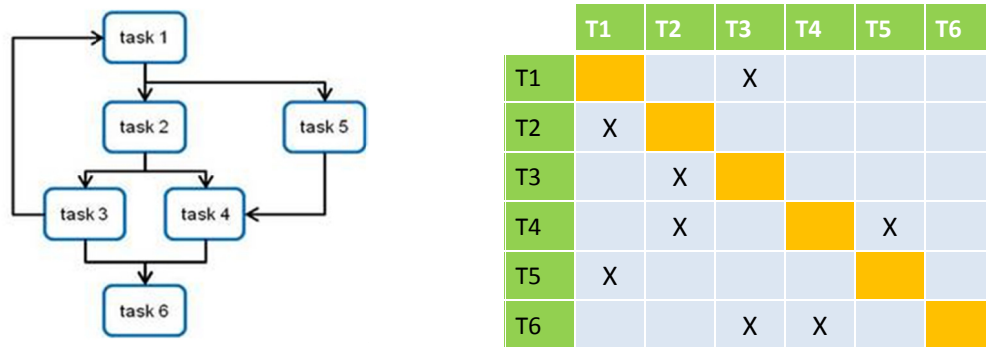 task 1
task 2
task 5
task 3
task 4
task 6
T1 T2 T3 T4 T5 T6
T1 X
T2 X
T3 X
T4 X X
T5 X
T6 X X